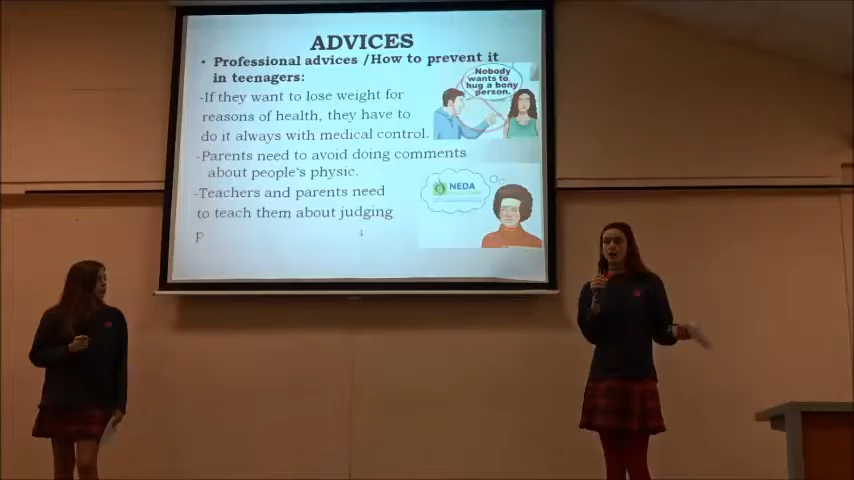 ADVICES
• Professional advices /How to prevent it
in teenagers:
-If they want to lose weight for
reasons of health, they have to
do it always with medical control.
-Parents need to avoid doing comments
about people's physic.
-Teachers and parents need
to teach them about judging
p
Nobody
wants to
hug a bony
person.
NEDA